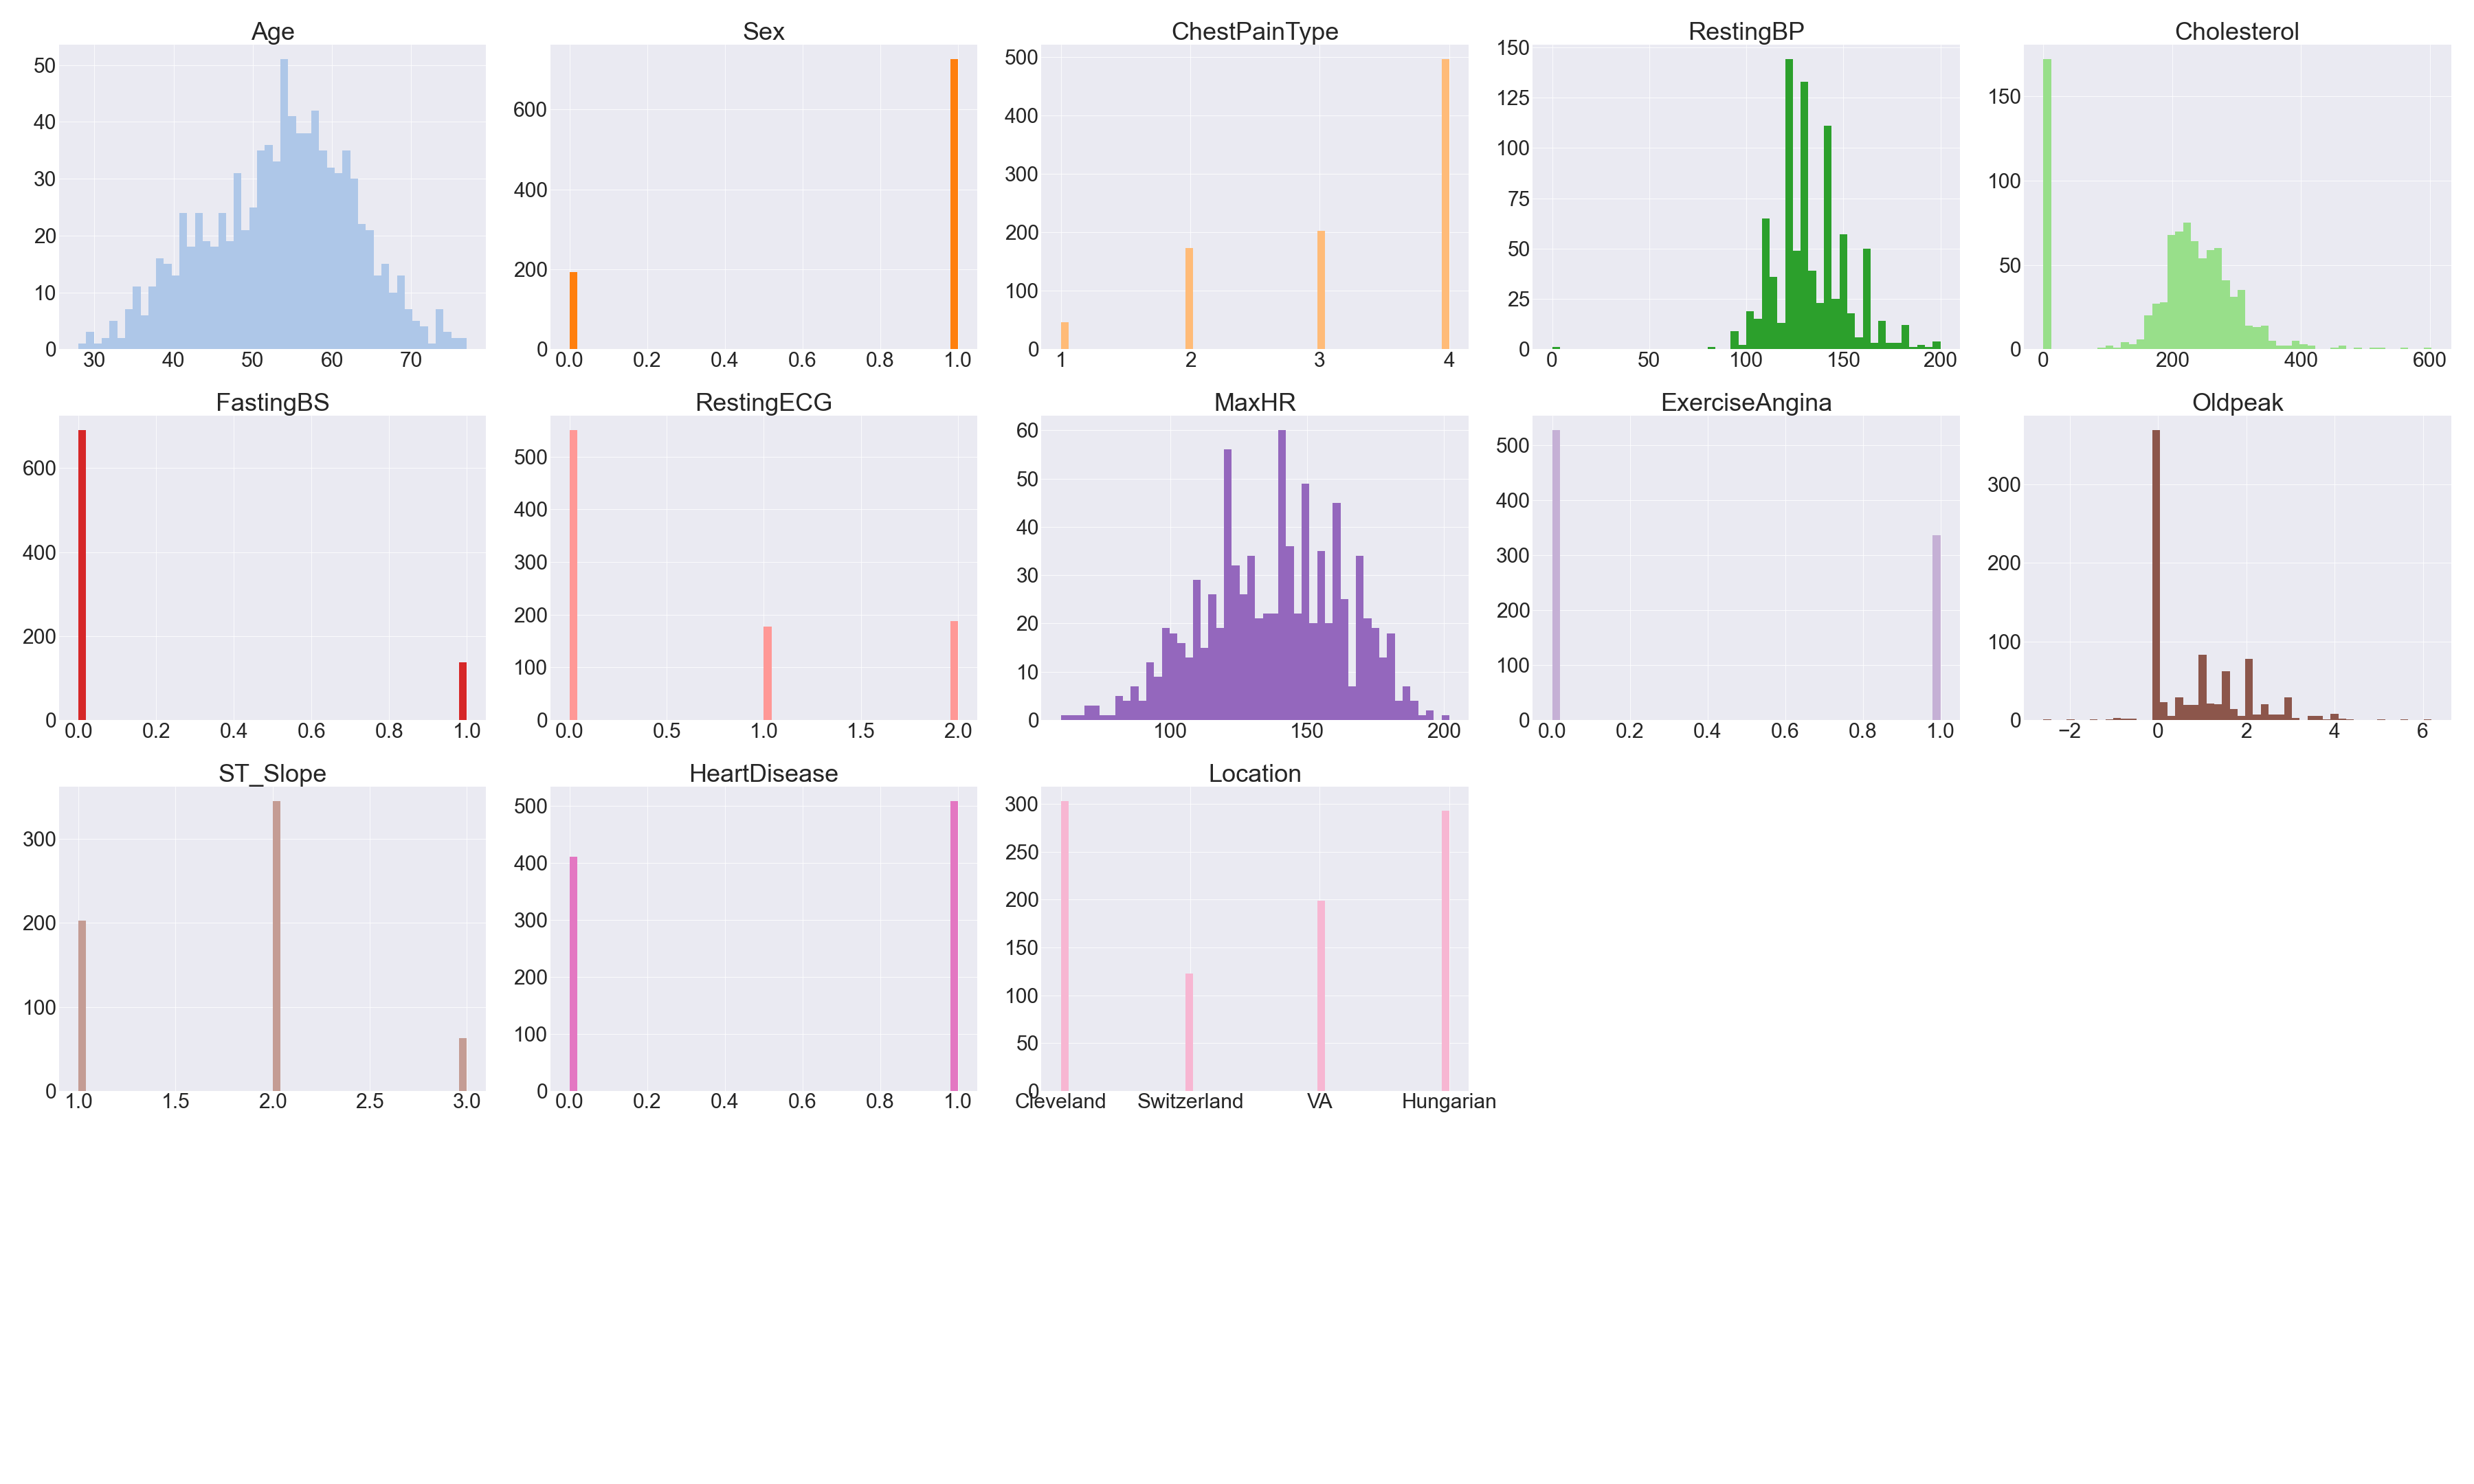 Age Sex ChestPainType RestingBP Cholesterol
50 40 30 20 10 0
30 40 50 60 70
600 400 200 0
0.0 0.2 0.4 0.6 0.8 1.0
500 400 300 200 100 0
1 2 3 4
150 125 100 75 50 25 0
0 50 100 150 200
150 100 50 0
0 200 400 600
FastingBS RestingECG MaxHR ExerciseAngina Oldpeak
600 400 200 0
0.0 0.2 0.4 0.6 0.8 1.0
500 400 300 200 100 0
0.0 0.5 1.0 1.5 2.0
60 50 40 30 20 10 0
100 150 200
500 400 300 200 100 0
0.0 0.2 0.4 0.6 0.8 1.0
300 200 100 0
−2 0 2 4 6
ST_Slope HeartDisease Location
300 200 100 0
1.0 1.5 2.0 2.5 3.0
500 400 300 200 100 0
0.0 0.2 0.4 0.6 0.8 1.0
300 250 200 150 100 50 0
Cleveland Switzerland VA Hungarian